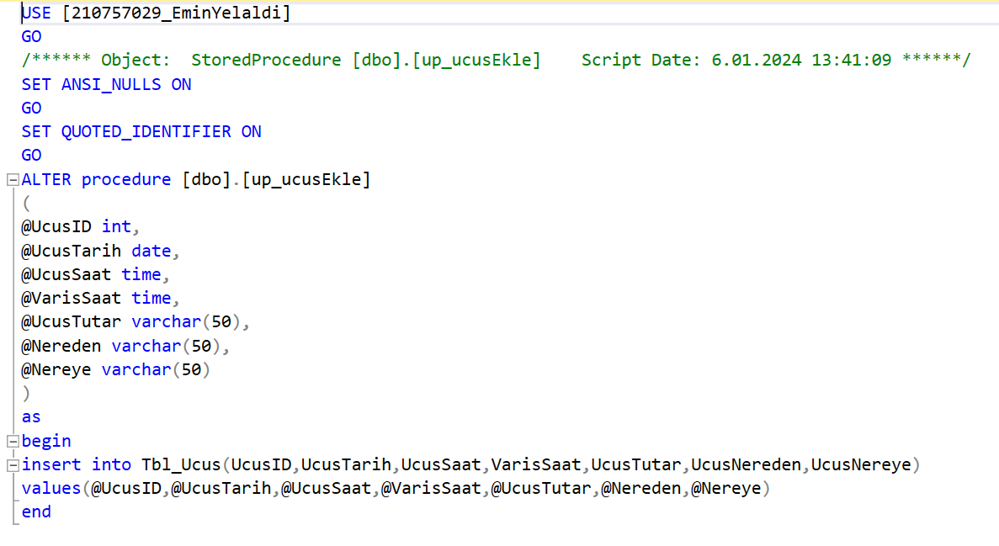 USE [210757029_EminYelaldi]
GO
/****** Object:  StoredProcedure [dbo].[up_ucusEkle]    Script Date: 6.01.2024 13:41:09 ******/
SET ANSI_NULLS ON
GO
SET QUOTED_IDENTIFIER ON
GO
ALTER procedure [dbo].[up_ucusEkle]
(
@UcusID int,
@UcusTarih date,
@UcusSaat time,
@VarisSaat time,
@UcusTutar varchar(50),
@Nereden varchar(50),
@Nereye varchar(50)
)
as
begin
insert into Tbl_Ucus(UcusID,UcusTarih,UcusSaat,VarisSaat,UcusTutar,UcusNereden,UcusNereye)
values(@UcusID,@UcusTarih,@UcusSaat,@VarisSaat,@UcusTutar,@Nereden,@Nereye)
end